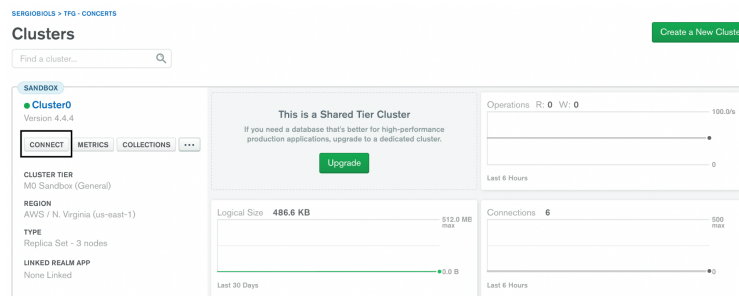 SERGIOBIOLS > TFG - CONCERTS
Clusters
Create a New Cluste
Find a cluster...
SANDBOX
Cluster0
Version 4.4.4
CONNECT METRICS COLLECTIONS ...
CLUSTER TIER
M0 Sandbox (General)
REGION
AWS / N. Virginia (us-east-1)
TYPE
Replica Set - 3 nodes
LINKED REALM APP
None Linked
This is a Shared Tier Cluster
If you need a database that's better for high-performance
production applications, upgrade to a dedicated cluster.
Upgrade
Operations R: 0 W: 0
100.0/s
0
Last 6 Hours
Logical Size 486.6 KB
512.0 MB
max
0.0 B
Last 30 Days
Connections 6
500
max
0
Last 6 Hours